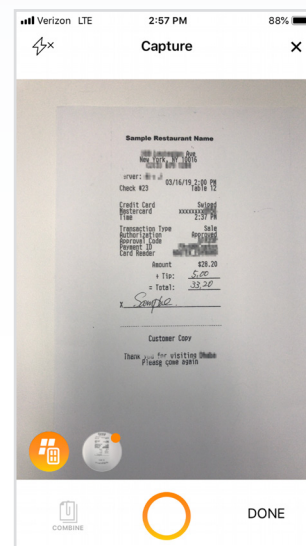 Verizon LTE 2:57 PM 88%
Capture
Sample Restaurant Name
Ave
New York, NY 10016
03/16/19 2:00 PM
Check #23 Table 12
Credit Card Swiped
Mastercard
Time 2:37 PM
Transaction Type Sale
Authorization Approved
Approval Code
Payment ID
Card Reader
Amount $28.20
+ Tip: 5.00
= Total: 33.20
x Sample
Customer Copy
Thank you for visiting
Please come again
COMBINE
DONE